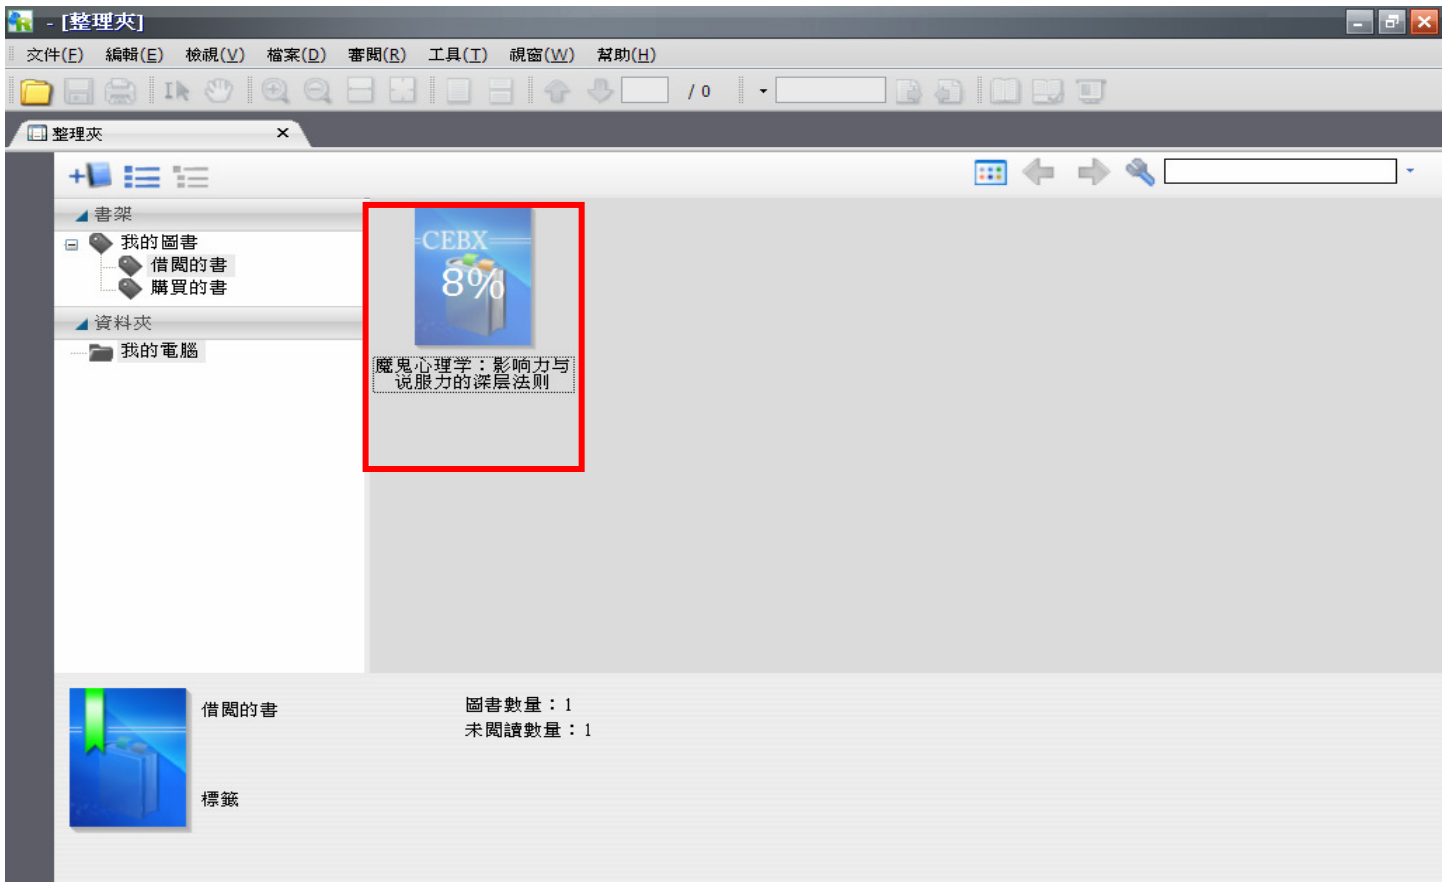 - [整理夾]
文件(F) 編輯(E) 檢視(V) 檔案(D) 審閱(R) 工具(T) 視窗(W) 幫助(H)
/ 0
整理夾
書架
我的圖書
借閱的書
購買的書
資料夾
我的電腦
CEBX
8%
魔鬼心理学：影响力与
说服力的深层法则
借閱的書
圖書數量：1
未閱讀數量：1
標籤